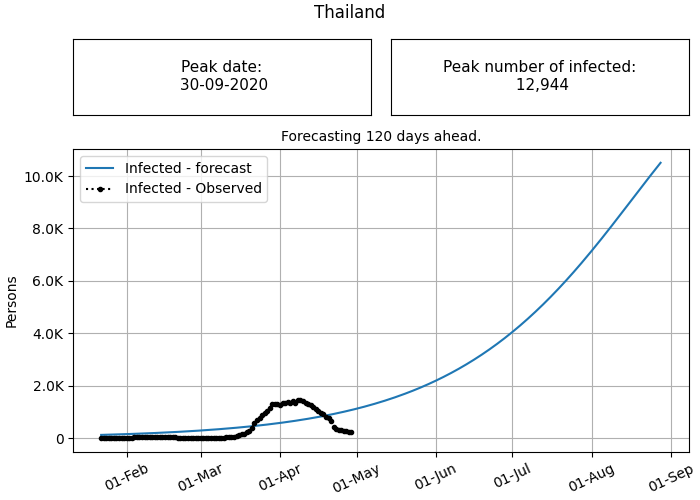 Thailand
Peak date:
30-09-2020
Peak number of infected:
12,944
Forecasting 120 days ahead.
Infected - forecast
Infected - Observed
Persons
10.0K
8.0K
6.0K
4.0K
2.0K
0
01-Feb
01-Mar
01-Apr
01-May
01-Jun
01-Jul
01-Aug
01-Sep